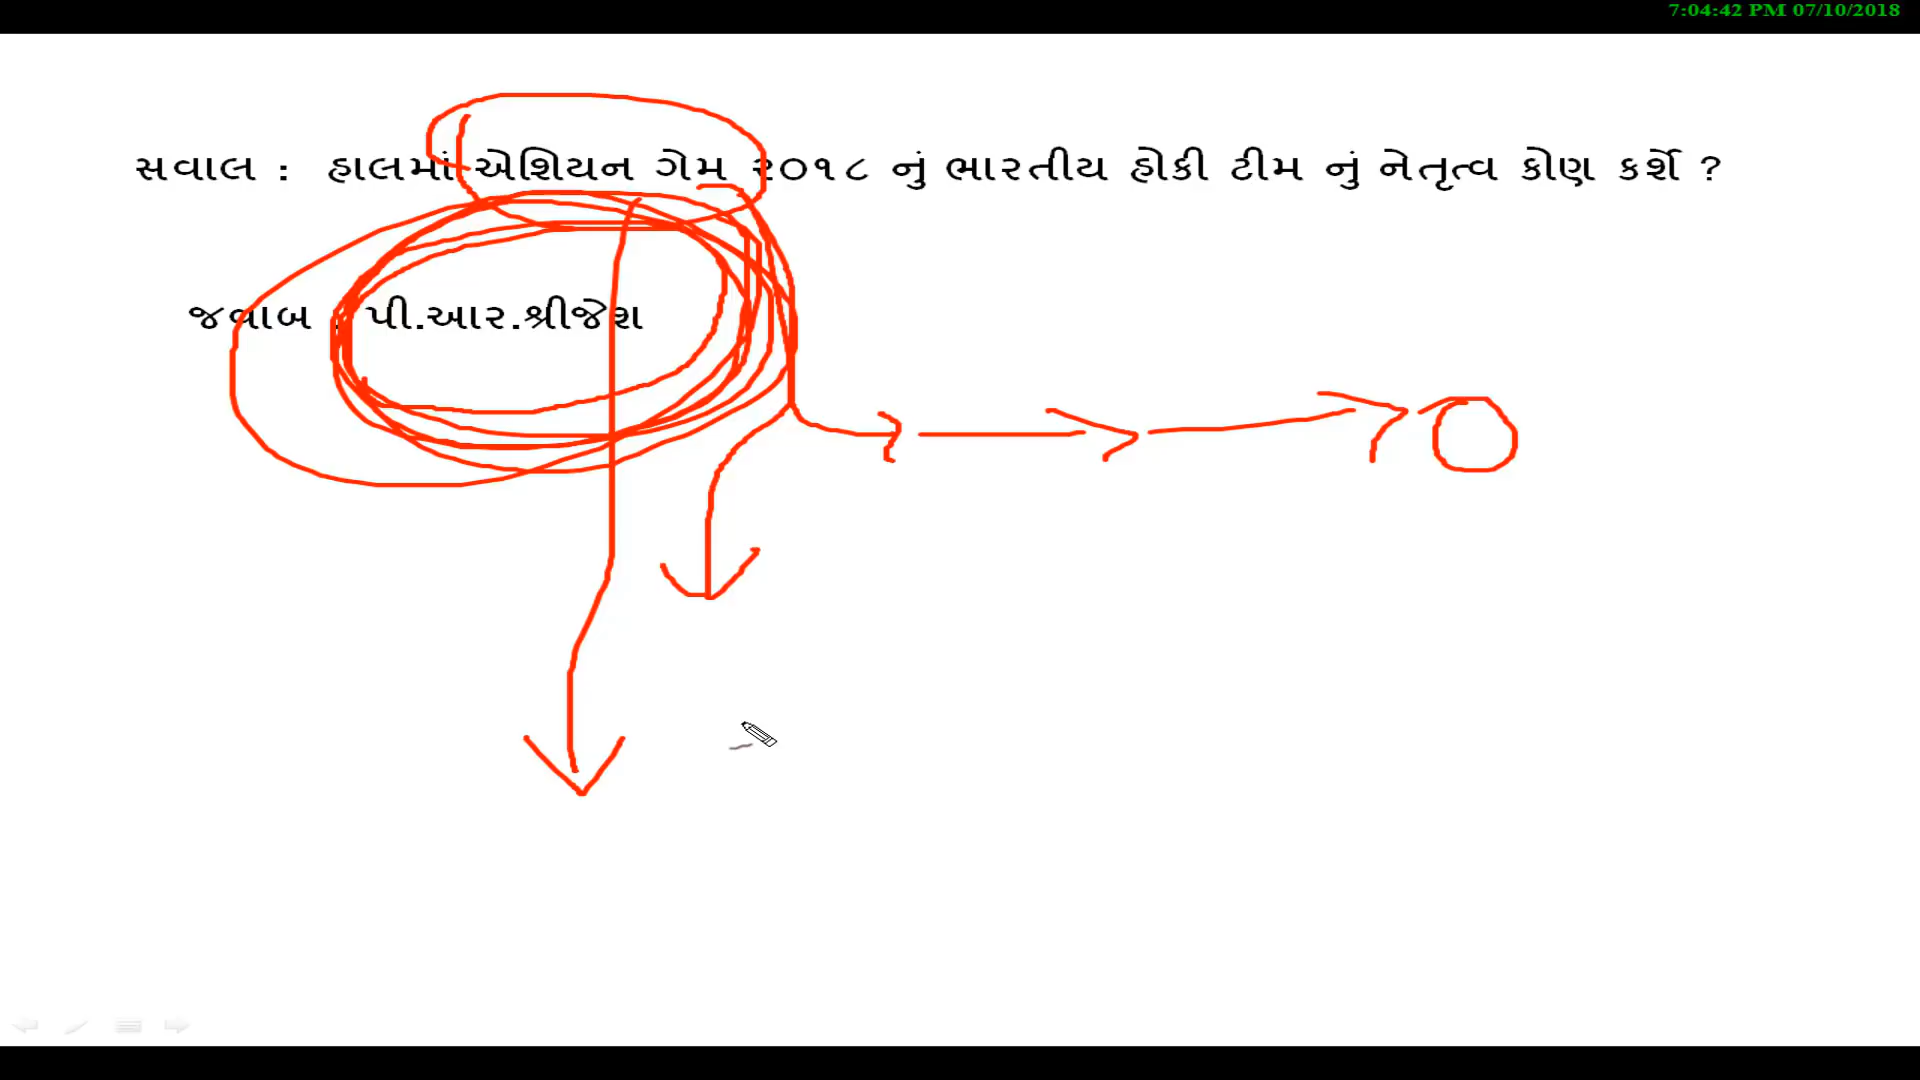 7:04:42 PM 07/10/2018
સવાલ : હાલમાં એશિયન ગેમ ૨૦૧૮ નું ભારતીય હોકી ટીમ નું નેતૃત્વ કોણ કર્શે ?
જવાબ : પી.આર.શ્રીજેશ